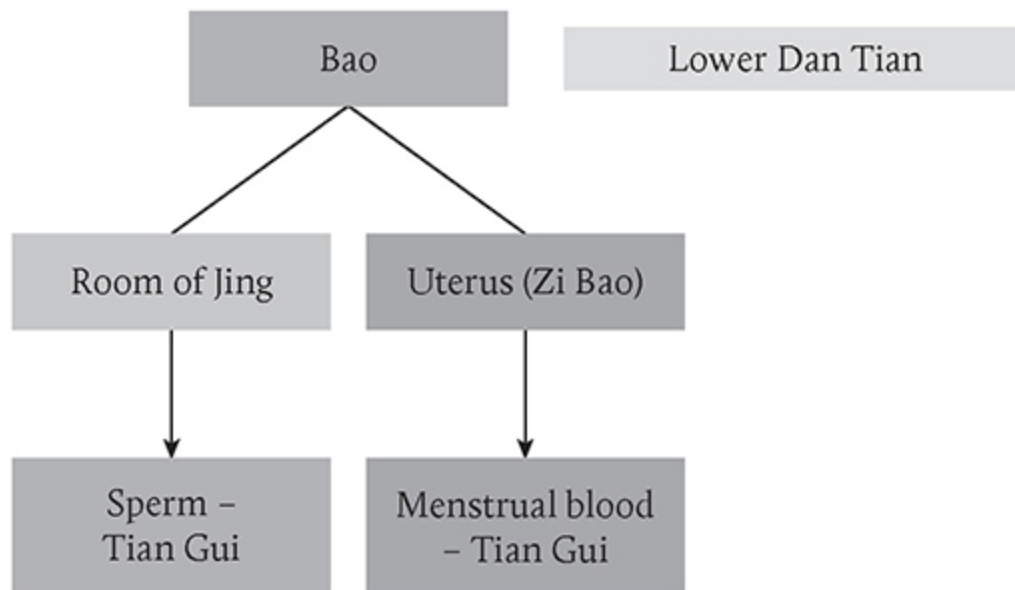 Bao
Lower Dan Tian
Room of Jing
Uterus (Zi Bao)
Sperm –
Tian Gui
Menstrual blood
– Tian Gui